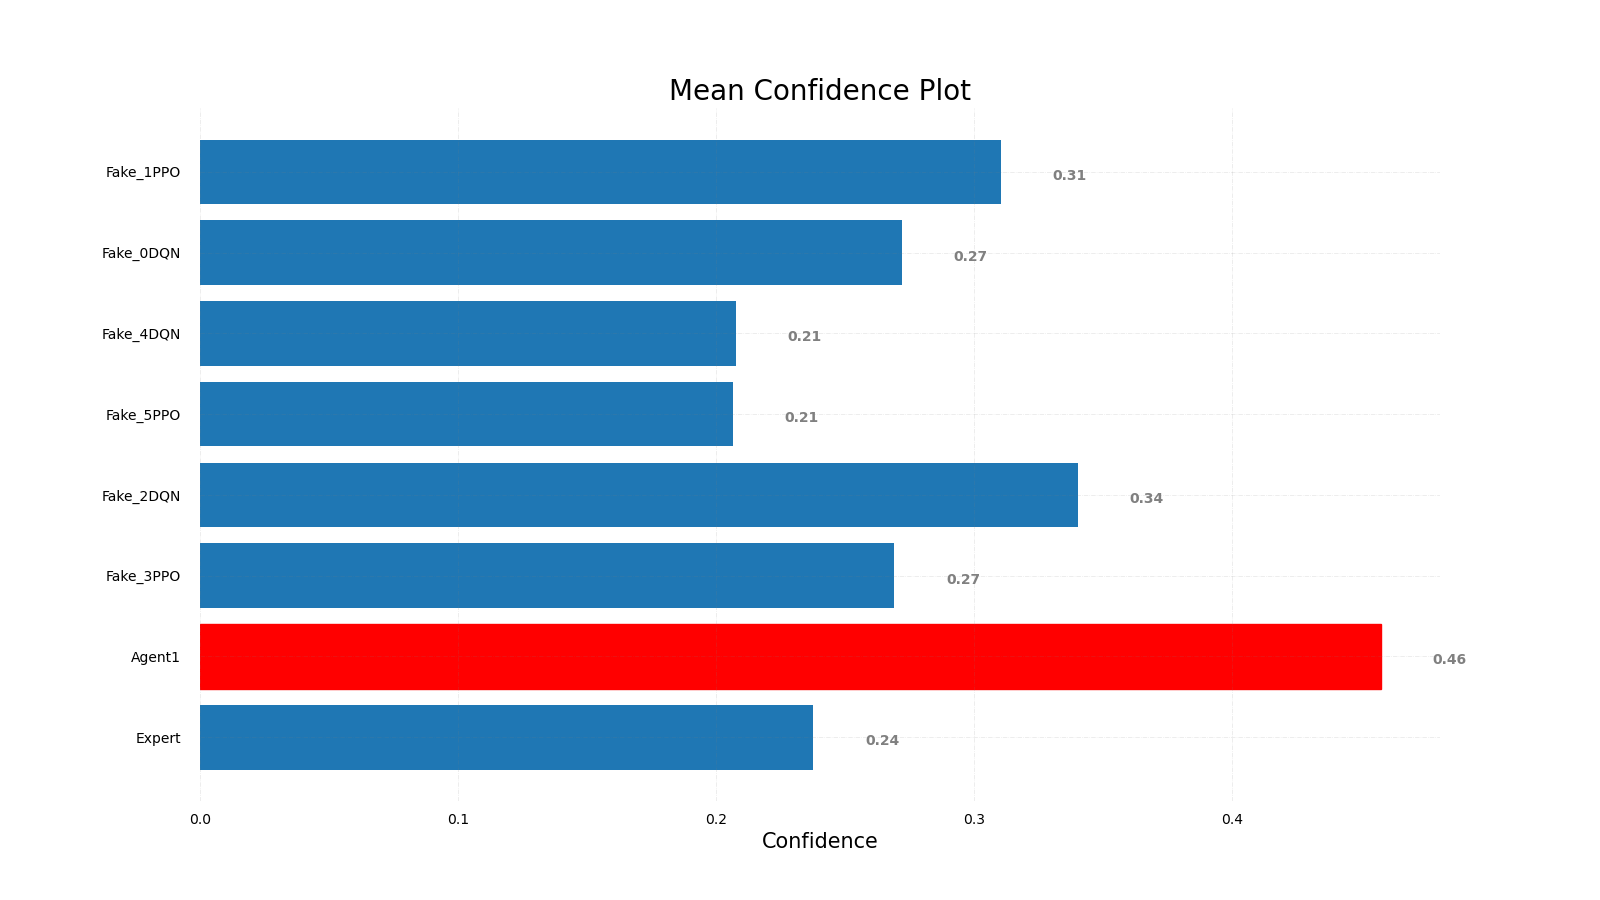 Mean Confidence Plot
Fake_1PPO 0.31
Fake_0DQN 0.27
Fake_4DQN 0.21
Fake_5PPO 0.21
Fake_2DQN 0.34
Fake_3PPO 0.27
Agent1 0.46
Expert 0.24
0.0 0.1 0.2 0.3 0.4
Confidence